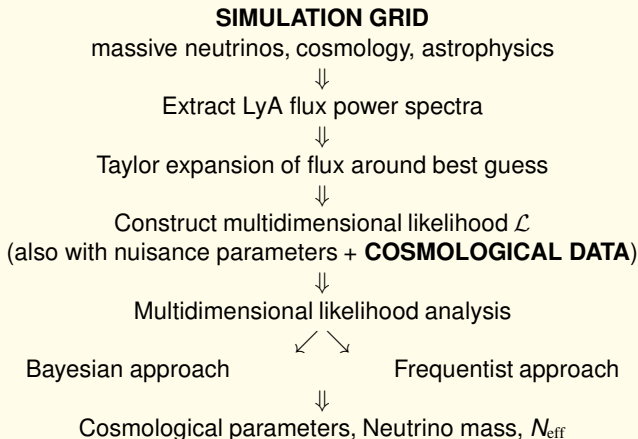 SIMULATION GRID
massive neutrinos, cosmology, astrophysics
⇓
Extract LyA flux power spectra
⇓
Taylor expansion of flux around best guess
⇓
Construct multidimensional likelihood ℒ
(also with nuisance parameters + COSMOLOGICAL DATA)
⇓
Multidimensional likelihood analysis
↙ ↘
Bayesian approach Frequentist approach
⇓
Cosmological parameters, Neutrino mass, N_eff